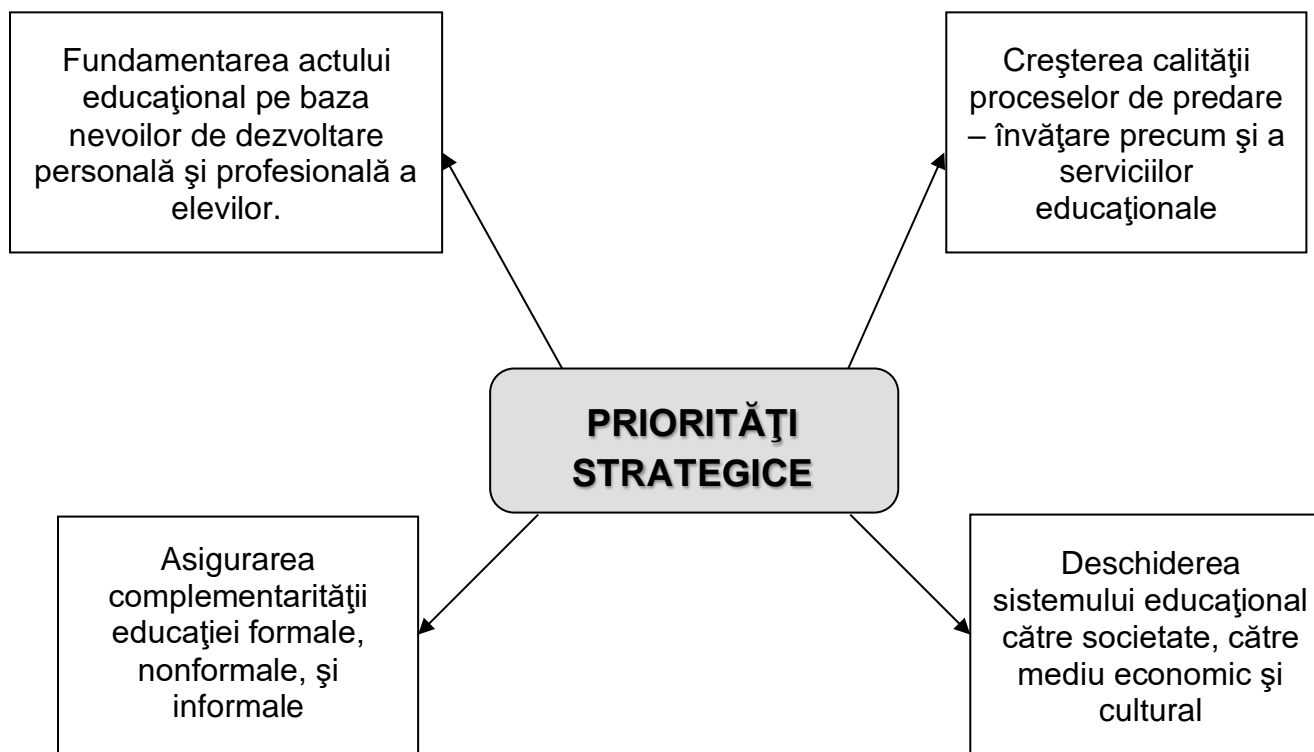 Fundamentarea actului
educaţional pe baza
nevoilor de dezvoltare
personală şi profesională a
elevilor.
Creşterea calităţii
proceselor de predare
– învăţare precum şi a
serviciilor
educaţionale
PRIORITĂŢI
STRATEGICE
Asigurarea
complementarităţii
educaţiei formale,
nonformale, şi
informale
Deschiderea
sistemului educaţional
către societate, către
mediu economic şi
cultural